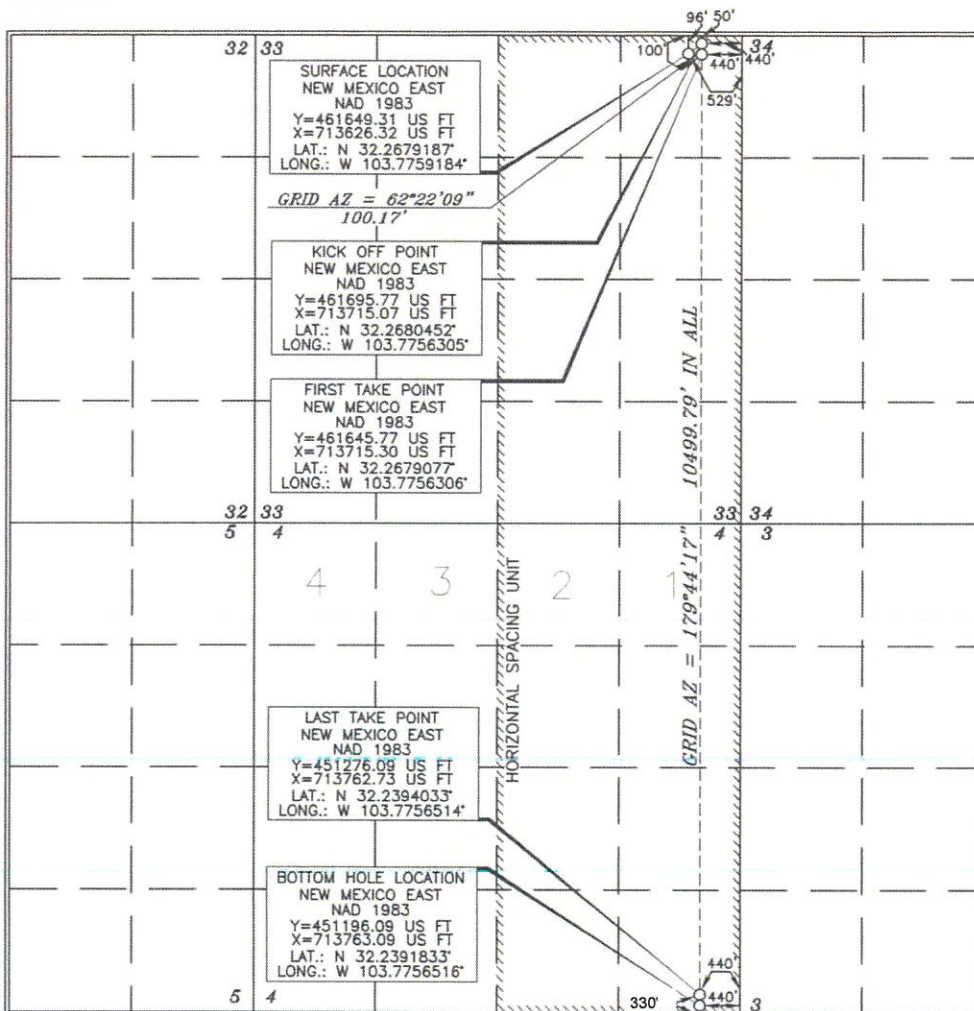 96' 50'
32 33
100'
34
440' 440'
529'
SURFACE LOCATION
NEW MEXICO EAST
NAD 1983
Y=461649.31 US FT
X=713626.32 US FT
LAT.: N 32.2679187°
LONG.: W 103.7759184°
GRID AZ = 62°22'09"
100.17'
KICK OFF POINT
NEW MEXICO EAST
NAD 1983
Y=461695.77 US FT
X=713715.07 US FT
LAT.: N 32.2680452°
LONG.: W 103.7756305°
FIRST TAKE POINT
NEW MEXICO EAST
NAD 1983
Y=461645.77 US FT
X=713715.30 US FT
LAT.: N 32.2679077°
LONG.: W 103.7756306°
GRID AZ = 179°44'17" 10499.79' IN ALL
32 33
33 34
5 4
4 3
4 3 2 1
HORIZONTAL SPACING UNIT
LAST TAKE POINT
NEW MEXICO EAST
NAD 1983
Y=451276.09 US FT
X=713762.73 US FT
LAT.: N 32.2394033°
LONG.: W 103.7756514°
BOTTOM HOLE LOCATION
NEW MEXICO EAST
NAD 1983
Y=451196.09 US FT
X=713763.09 US FT
LAT.: N 32.2391833°
LONG.: W 103.7756516°
440'
5 4
330'
440'
3